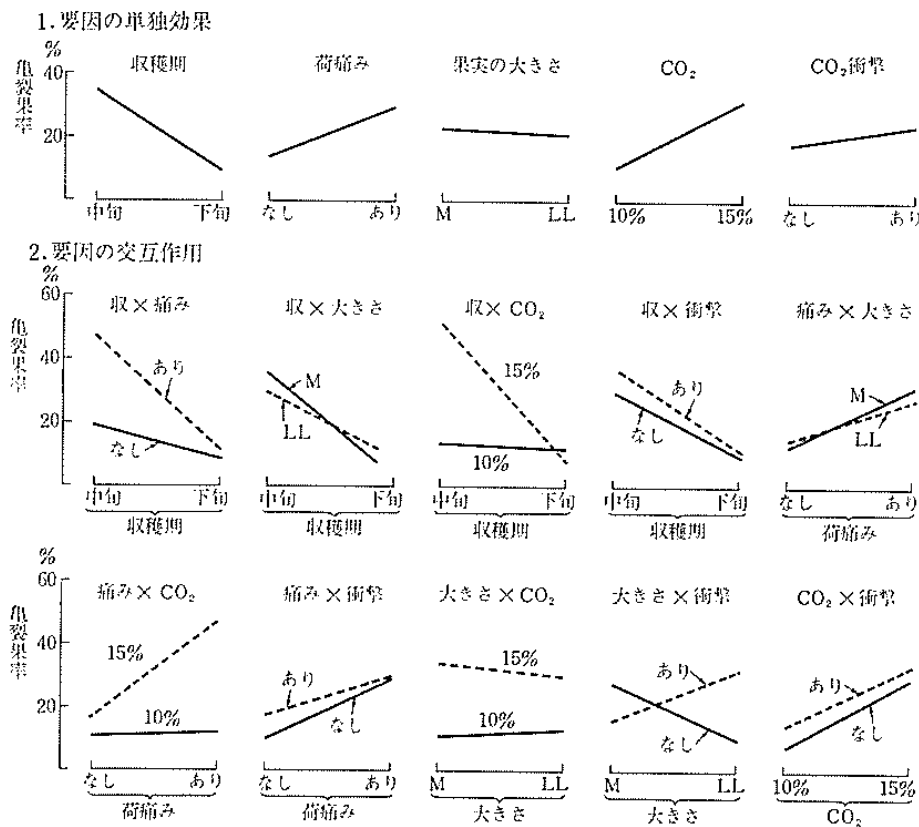 1.要因の単独効果
%
収穫期 荷痛み 果実の大きさ CO₂ CO₂衝撃
亀裂果率
40
20
中旬 下旬 なし あり M LL 10% 15% なし あり
2.要因の交互作用
%
60
収×痛み 収×大きさ 収×CO₂ 収×衝撃 痛み×大きさ
亀裂果率
40
20
あり なし M LL 15% 10% あり なし M LL
中旬 下旬 中旬 下旬 中旬 下旬 中旬 下旬 なし あり
収穫期 収穫期 収穫期 収穫期 荷痛み
%
60
痛み×CO₂ 痛み×衝撃 大きさ×CO₂ 大きさ×衝撃 CO₂×衝撃
亀裂果率
40
20
15% 10% あり なし 15% 10% あり なし あり なし
なし あり なし あり M LL M LL 10% 15%
荷痛み 荷痛み 大きさ 大きさ CO₂